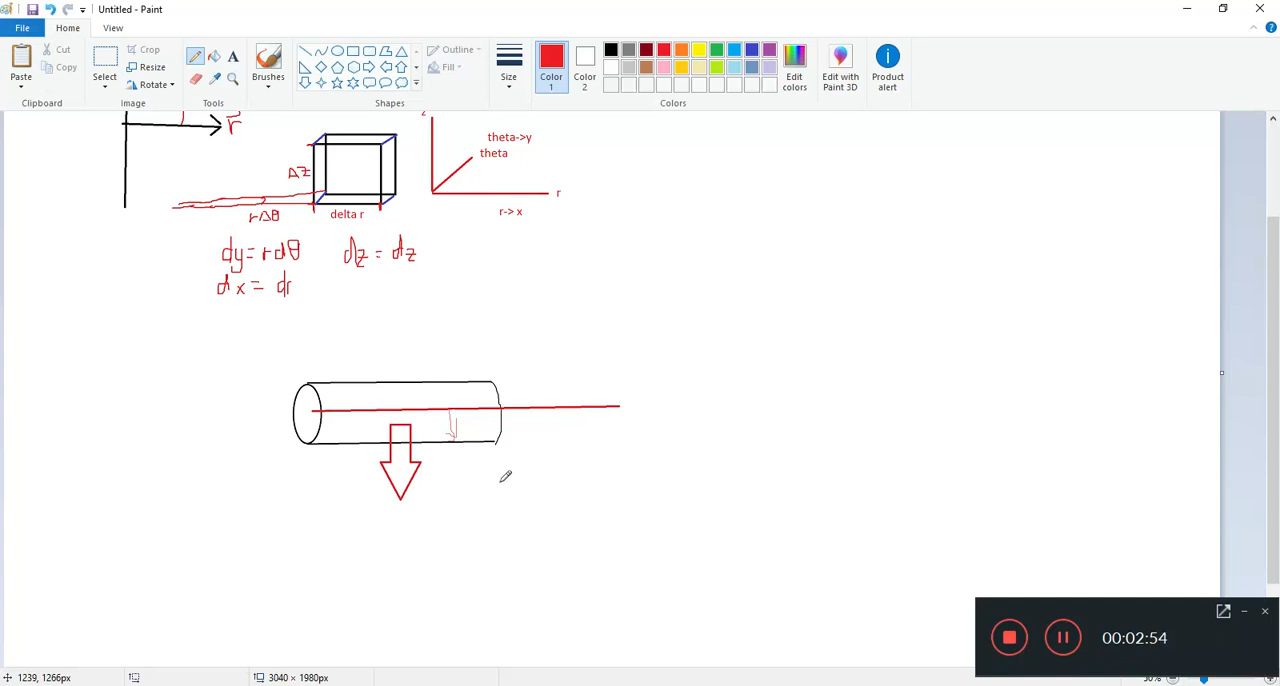 Untitled - Paint
File Home View
Paste
Cut
Copy
Clipboard
Select
Crop
Resize
Rotate
Image
Tools
Brushes
Shapes
Outline
Fill
Size
Color 1
Color 2
Edit colors
Colors
Edit with Paint 3D
Product alert
r
ΔZ
rΔθ
delta r
theta->y
theta
r
r-> x
dy = r dθ
dz = dz
dx = dr
00:02:54
1239, 1266px
3040 × 1980px